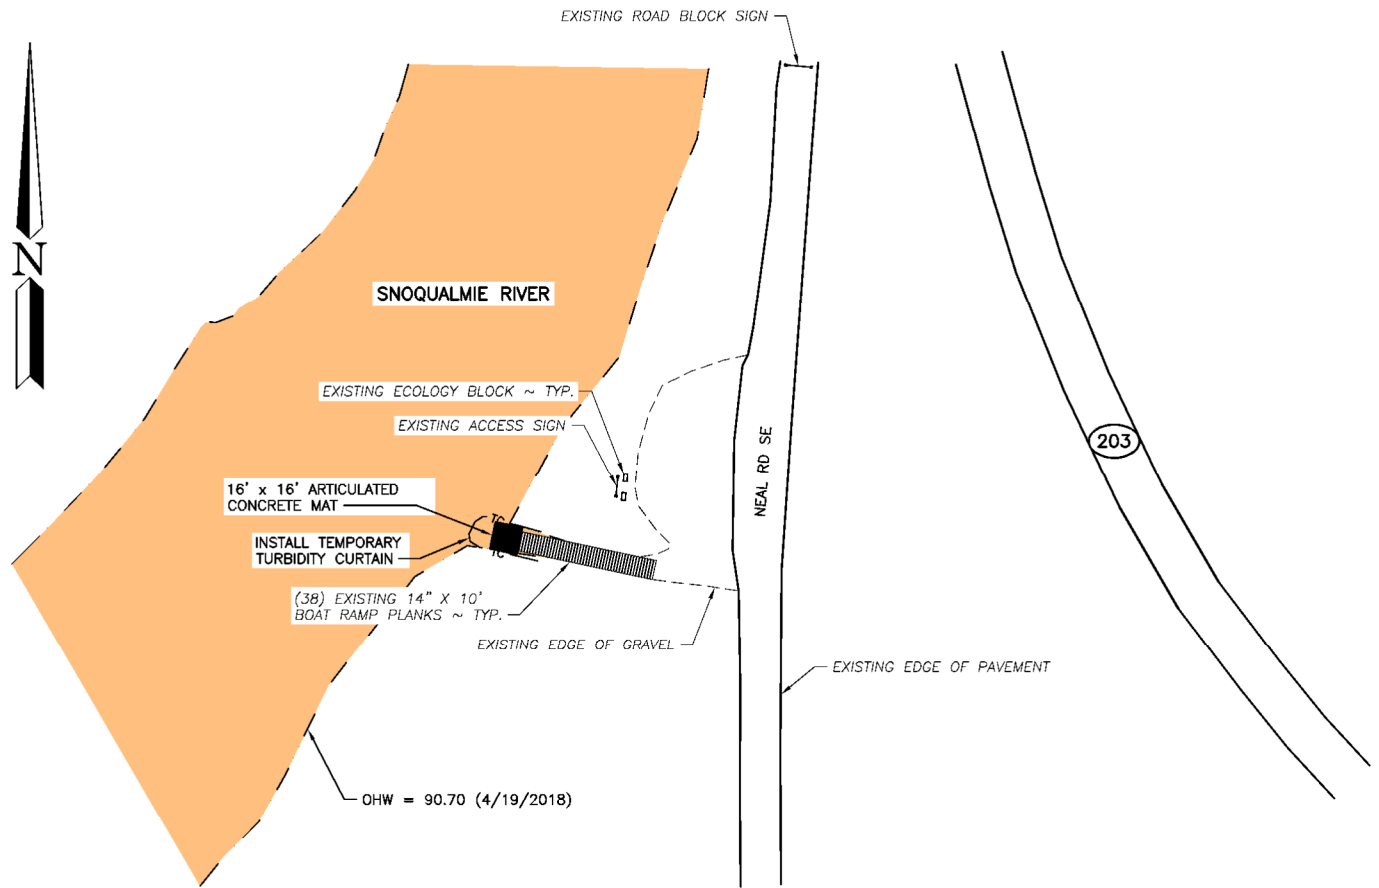 EXISTING ROAD BLOCK SIGN
N
SNOQUALMIE RIVER
EXISTING ECOLOGY BLOCK ~ TYP.
EXISTING ACCESS SIGN
203
NEAL RD SE
16' x 16' ARTICULATED
CONCRETE MAT
TC
INSTALL TEMPORARY
TURBIDITY CURTAIN
TC
(38) EXISTING 14" X 10'
BOAT RAMP PLANKS ~ TYP.
EXISTING EDGE OF GRAVEL
EXISTING EDGE OF PAVEMENT
OHW = 90.70 (4/19/2018)